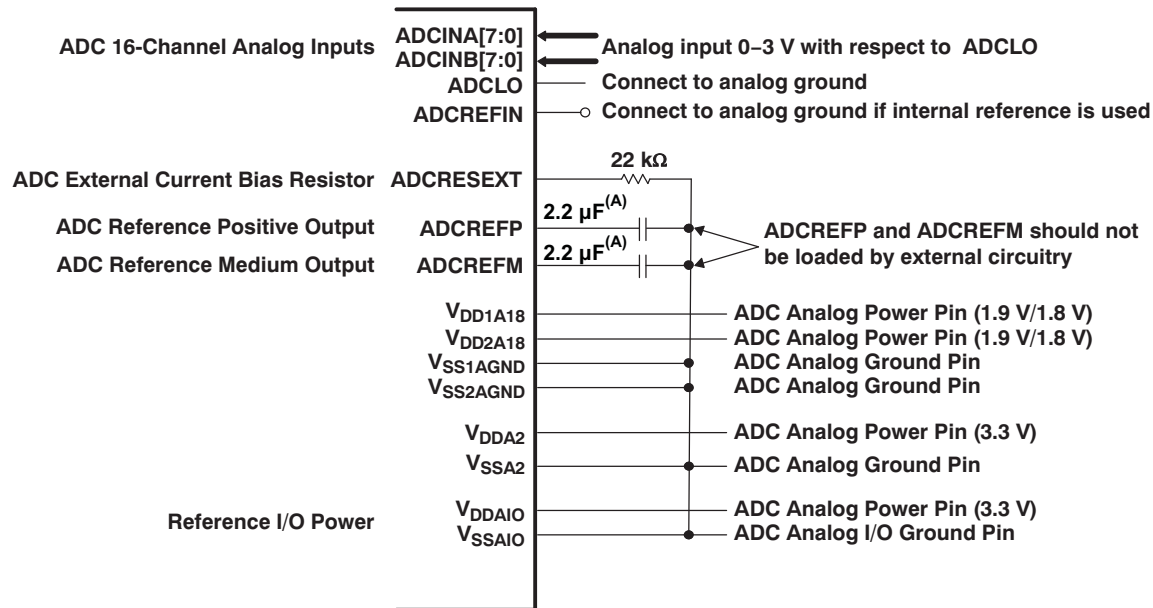 ADC 16-Channel Analog Inputs
ADCINA[7:0]
ADCINB[7:0]
Analog input 0–3 V with respect to ADCLO
ADCLO
Connect to analog ground
ADCREFIN
Connect to analog ground if internal reference is used
22 kΩ
ADC External Current Bias Resistor
ADCRESEXT
2.2 µF(A)
ADC Reference Positive Output
ADCREFP
ADCREFP and ADCREFM should not
be loaded by external circuitry
2.2 µF(A)
ADC Reference Medium Output
ADCREFM
VDD1A18
ADC Analog Power Pin (1.9 V/1.8 V)
VDD2A18
ADC Analog Power Pin (1.9 V/1.8 V)
VSS1AGND
ADC Analog Ground Pin
VSS2AGND
ADC Analog Ground Pin
VDDA2
ADC Analog Power Pin (3.3 V)
VSSA2
ADC Analog Ground Pin
Reference I/O Power
VDDAIO
ADC Analog Power Pin (3.3 V)
VSSAIO
ADC Analog I/O Ground Pin